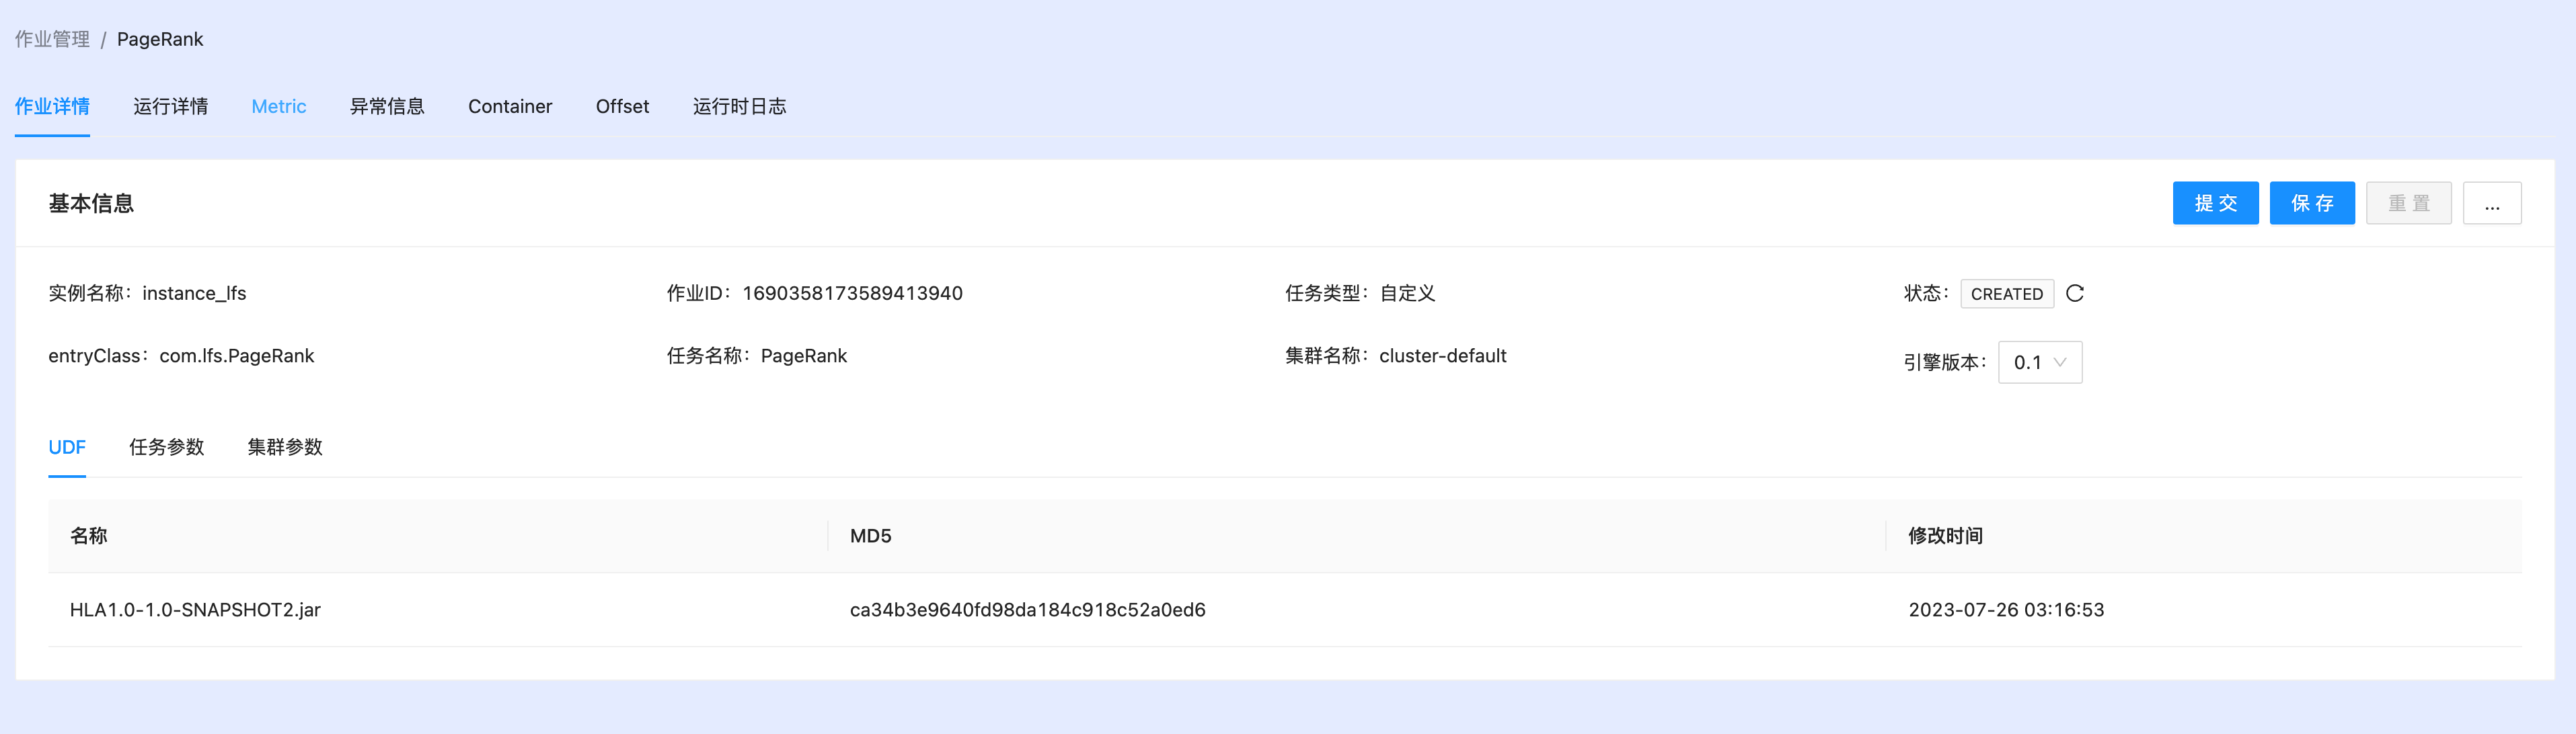 作业管理 / PageRank
作业详情 运行详情 Metric 异常信息 Container Offset 运行时日志
基本信息 提交 保存 重置 ...
实例名称：instance_lfs 作业ID：1690358173589413940 任务类型：自定义 状态：CREATED
entryClass：com.lfs.PageRank 任务名称：PageRank 集群名称：cluster-default 引擎版本：0.1
UDF 任务参数 集群参数
名称 MD5 修改时间
HLA1.0-1.0-SNAPSHOT2.jar ca34b3e9640fd98da184c918c52a0ed6 2023-07-26 03:16:53